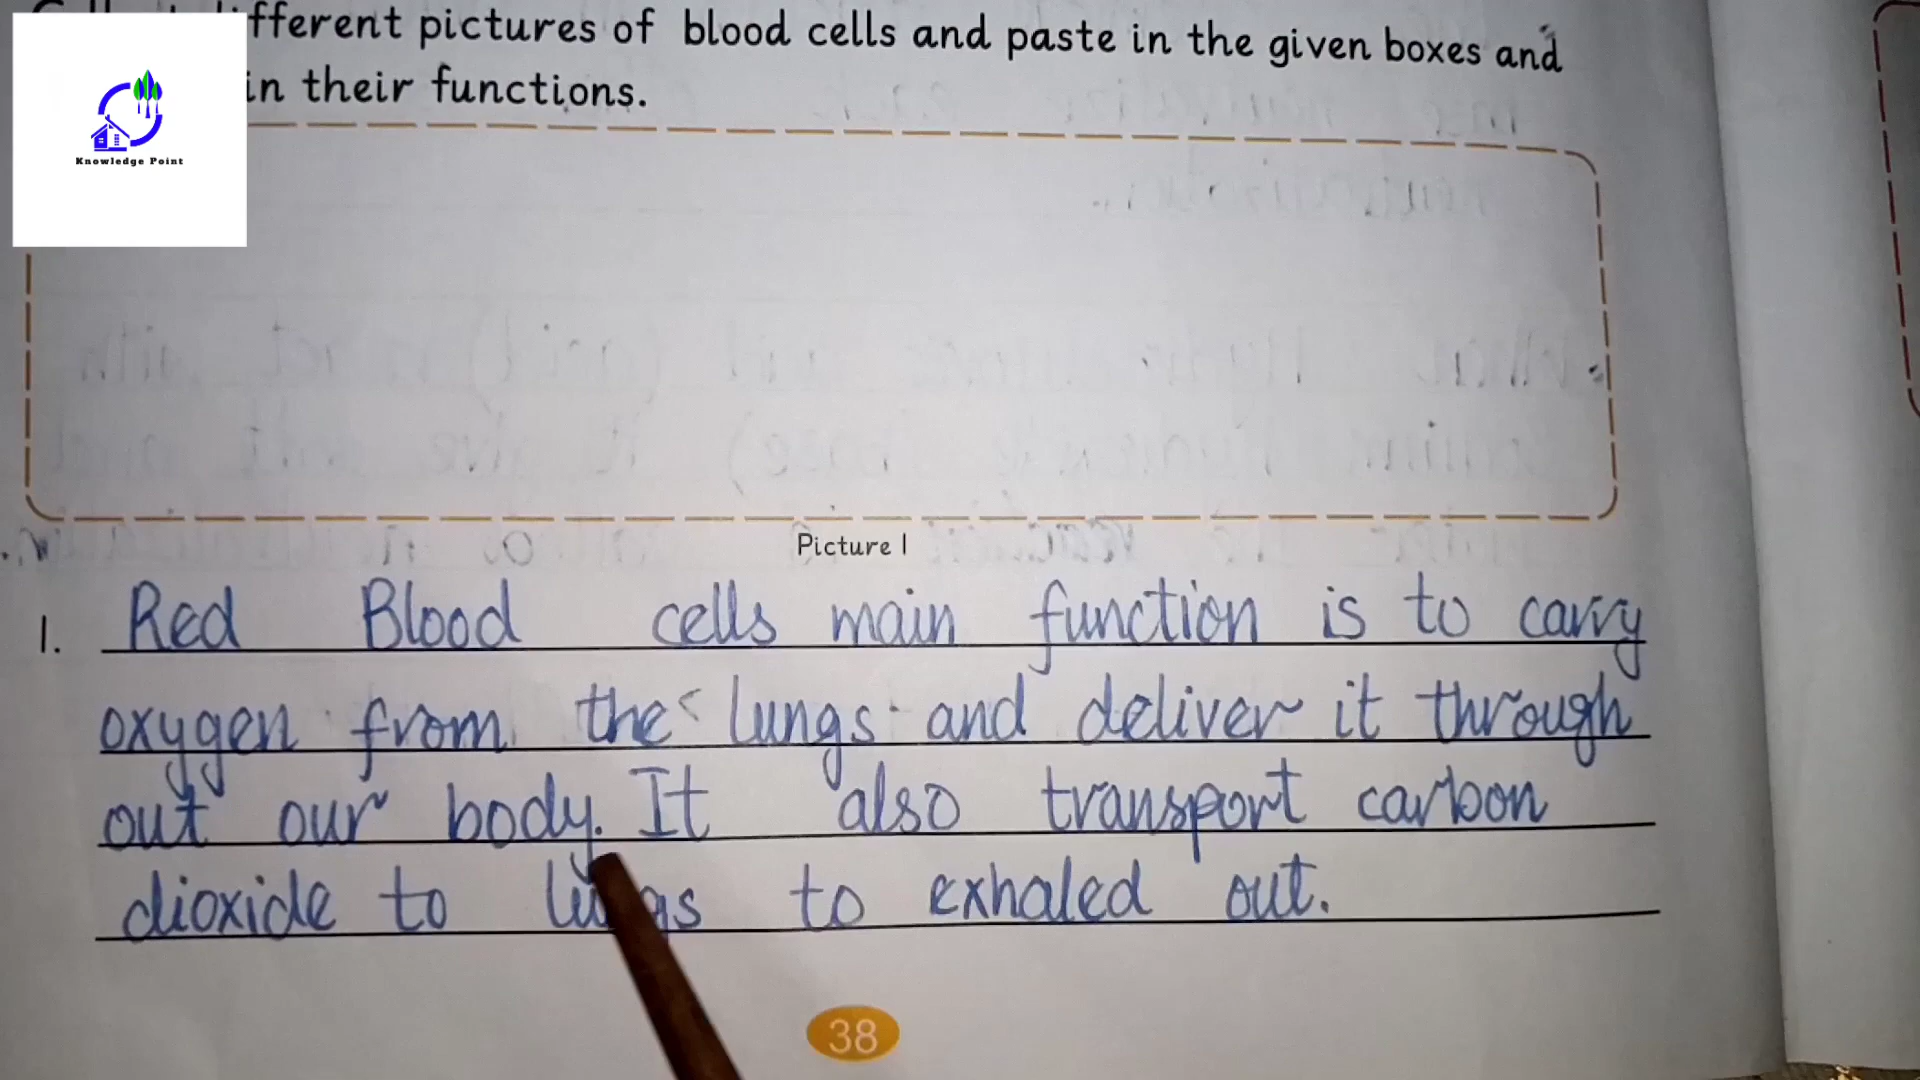 different pictures of blood cells and paste in the given boxes and
in their functions.
Knowledge Point
Picture 1
1. Red Blood cells main function is to carry
oxygen from the lungs and deliver it through
out our body. It also transport carbon
dioxide to lungs to exhaled out.
38